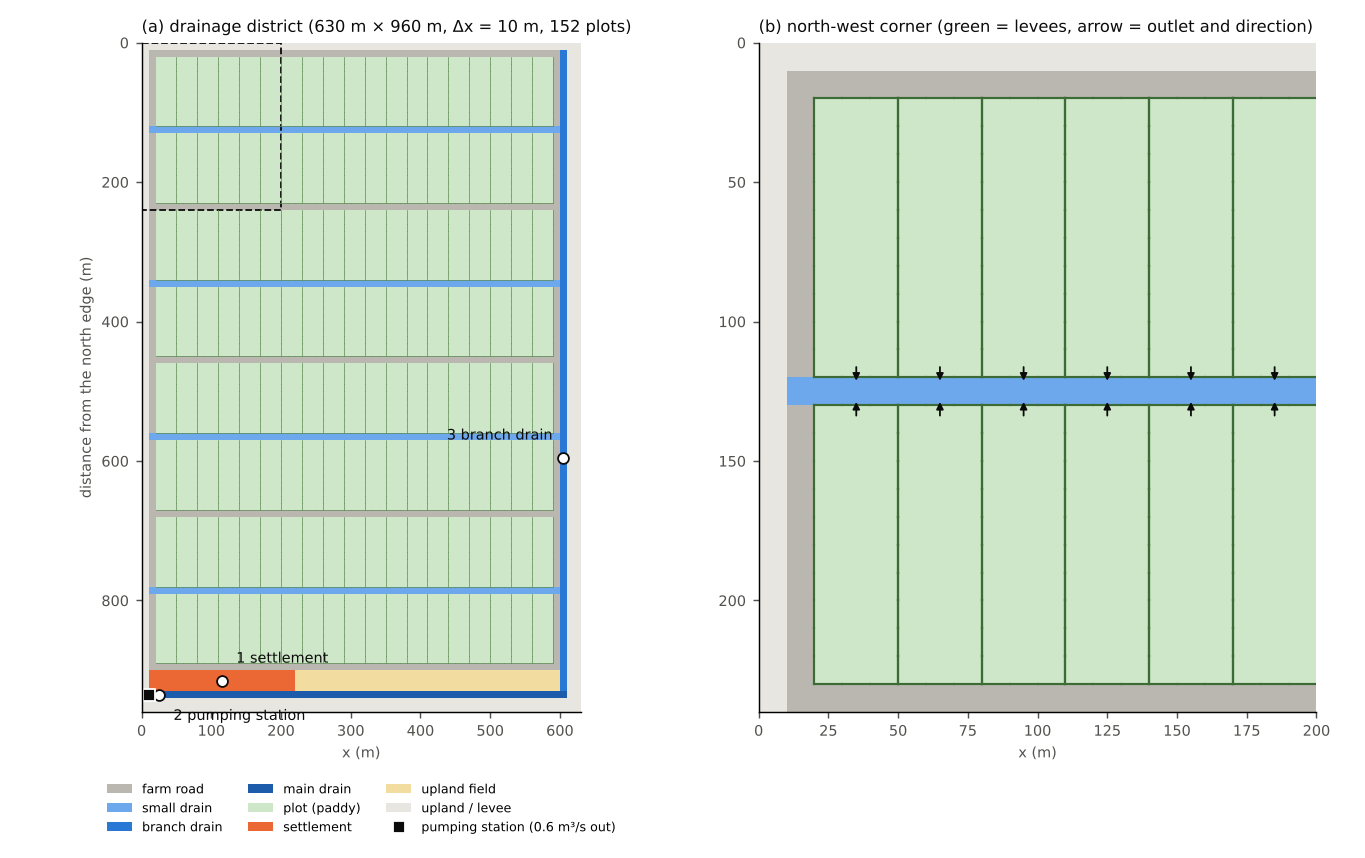 (a) drainage district (630 m × 960 m, Δx = 10 m, 152 plots)
0
200
400
600
800
distance from the north edge (m)
3 branch drain
1 settlement
2 pumping station
0 100 200 300 400 500 600
x (m)
farm road
small drain
branch drain
main drain
plot (paddy)
settlement
upland field
upland / levee
pumping station (0.6 m³/s out)
(b) north-west corner (green = levees, arrow = outlet and direction)
0
50
100
150
200
0 25 50 75 100 125 150 175 200
x (m)